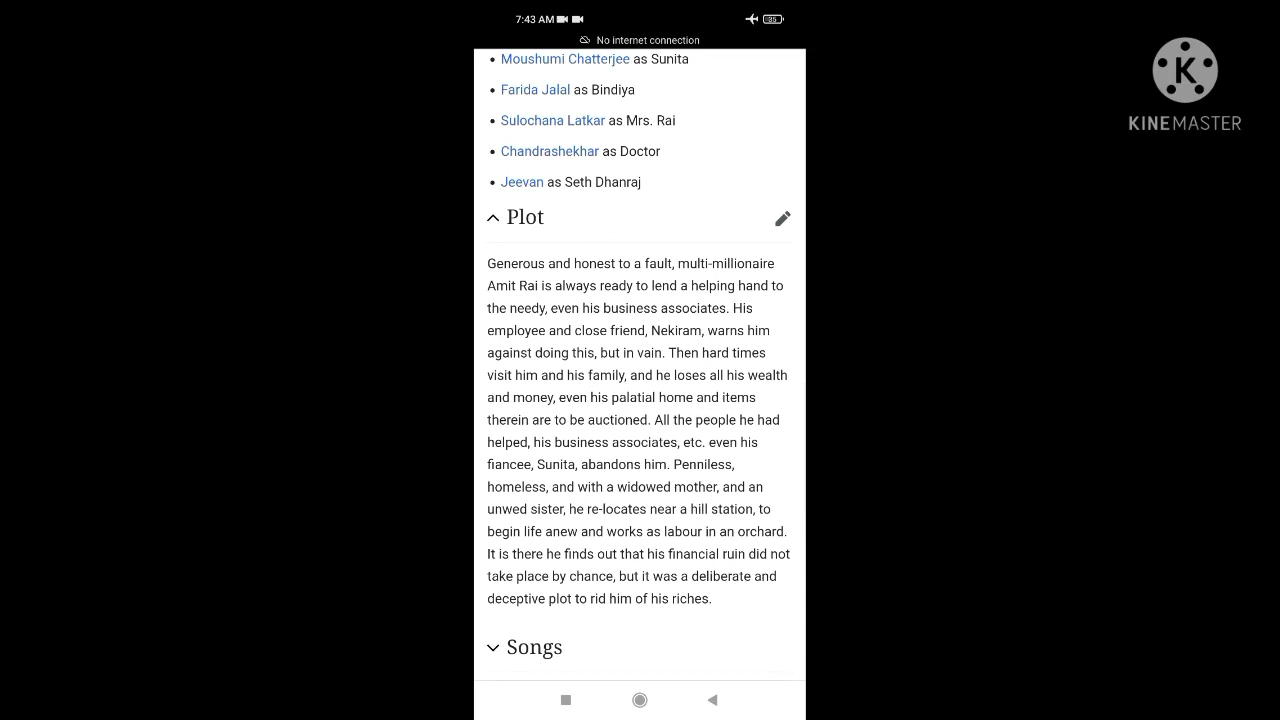 7:43 AM
35
No internet connection
KINEMASTER
• Moushumi Chatterjee as Sunita
• Farida Jalal as Bindiya
• Sulochana Latkar as Mrs. Rai
• Chandrashekhar as Doctor
• Jeevan as Seth Dhanraj
Plot
Generous and honest to a fault, multi-millionaire
Amit Rai is always ready to lend a helping hand to
the needy, even his business associates. His
employee and close friend, Nekiram, warns him
against doing this, but in vain. Then hard times
visit him and his family, and he loses all his wealth
and money, even his palatial home and items
therein are to be auctioned. All the people he had
helped, his business associates, etc. even his
fiancee, Sunita, abandons him. Penniless,
homeless, and with a widowed mother, and an
unwed sister, he re-locates near a hill station, to
begin life anew and works as labour in an orchard.
It is there he finds out that his financial ruin did not
take place by chance, but it was a deliberate and
deceptive plot to rid him of his riches.
Songs